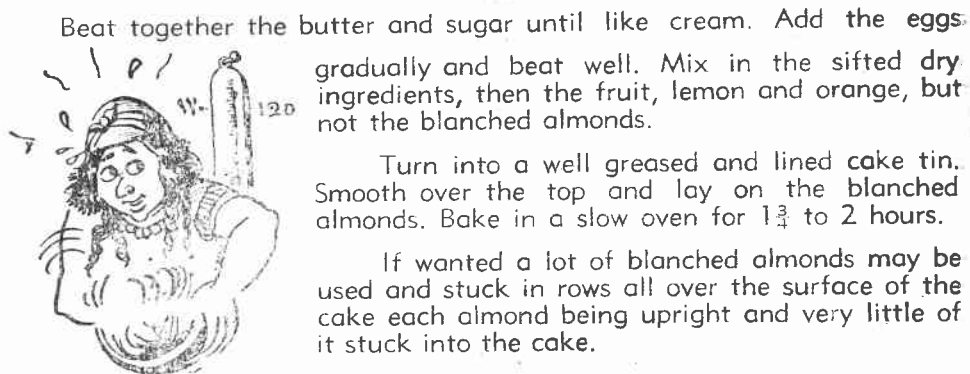 Beat together the butter and sugar until like cream. Add the eggs
gradually and beat well. Mix in the sifted dry
ingredients, then the fruit, lemon and orange, but
not the blanched almonds.
120
Turn into a well greased and lined cake tin.
Smooth over the top and lay on the blanched
almonds. Bake in a slow oven for 1¾ to 2 hours.
If wanted a lot of blanched almonds may be
used and stuck in rows all over the surface of the
cake each almond being upright and very little of
it stuck into the cake.